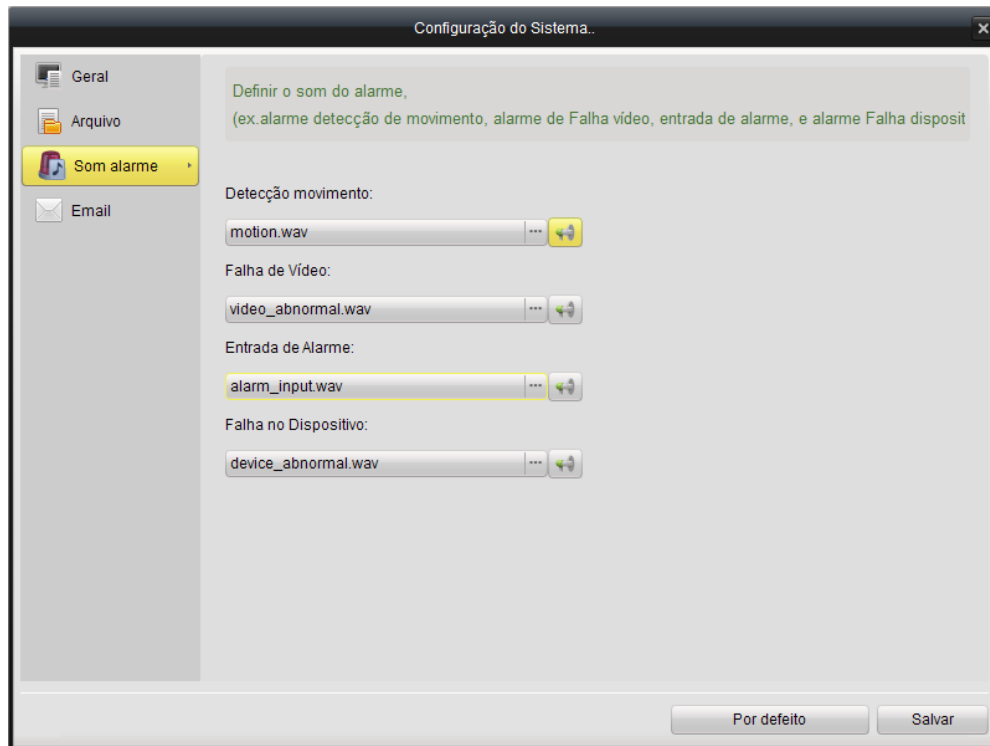 Configuração do Sistema..
Geral
Arquivo
Som alarme
Email
Definir o som do alarme,
(ex.alarme detecção de movimento, alarme de Falha vídeo, entrada de alarme, e alarme Falha disposit
Detecção movimento:
motion.wav
Falha de Vídeo:
video_abnormal.wav
Entrada de Alarme:
alarm_input.wav
Falha no Dispositivo:
device_abnormal.wav
Por defeito
Salvar